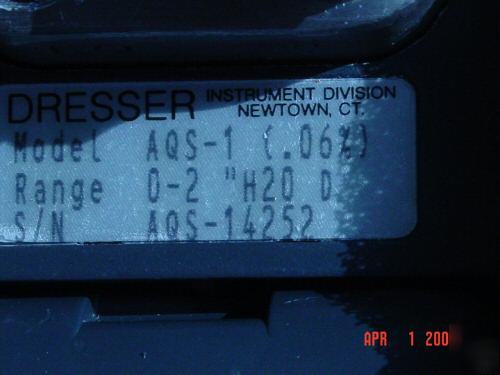 DRESSER INSTRUMENT DIVISION
NEWTOWN, CT.
Model AQS-1 (.06%)
Range 0-2 "H20 D
S/N AQS-14252
APR 1 200